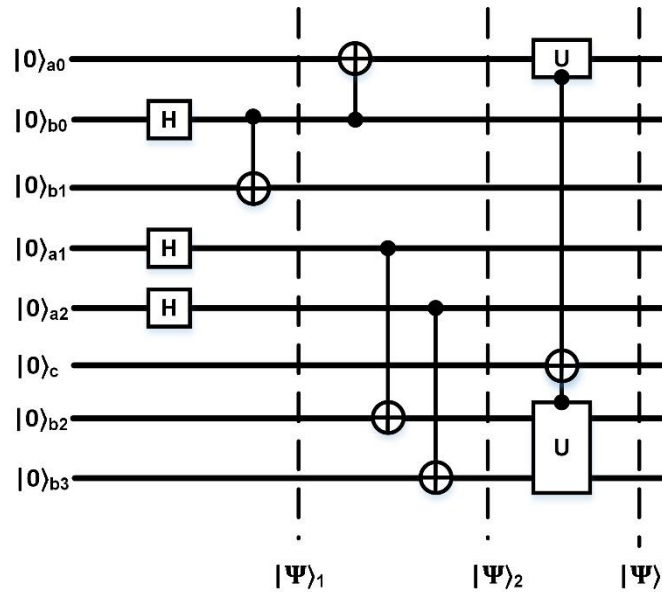 |0⟩a0 U
|0⟩b0 H
|0⟩b1
|0⟩a1 H
|0⟩a2 H
|0⟩c
|0⟩b2
U
|0⟩b3
|Ψ⟩1 |Ψ⟩2 |Ψ⟩